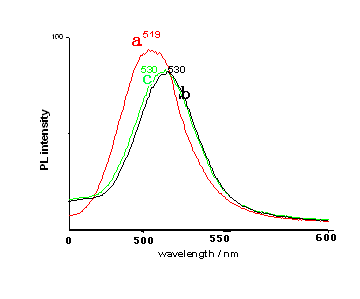 100
a 519
530 530
c
b
PL intensity
0 500 550 600
wavelength / nm